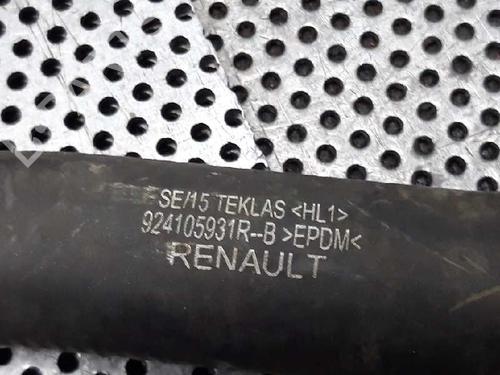 SE/15 TEKLAS <HL1>
924105931R--B >EPDM<
RENAULT